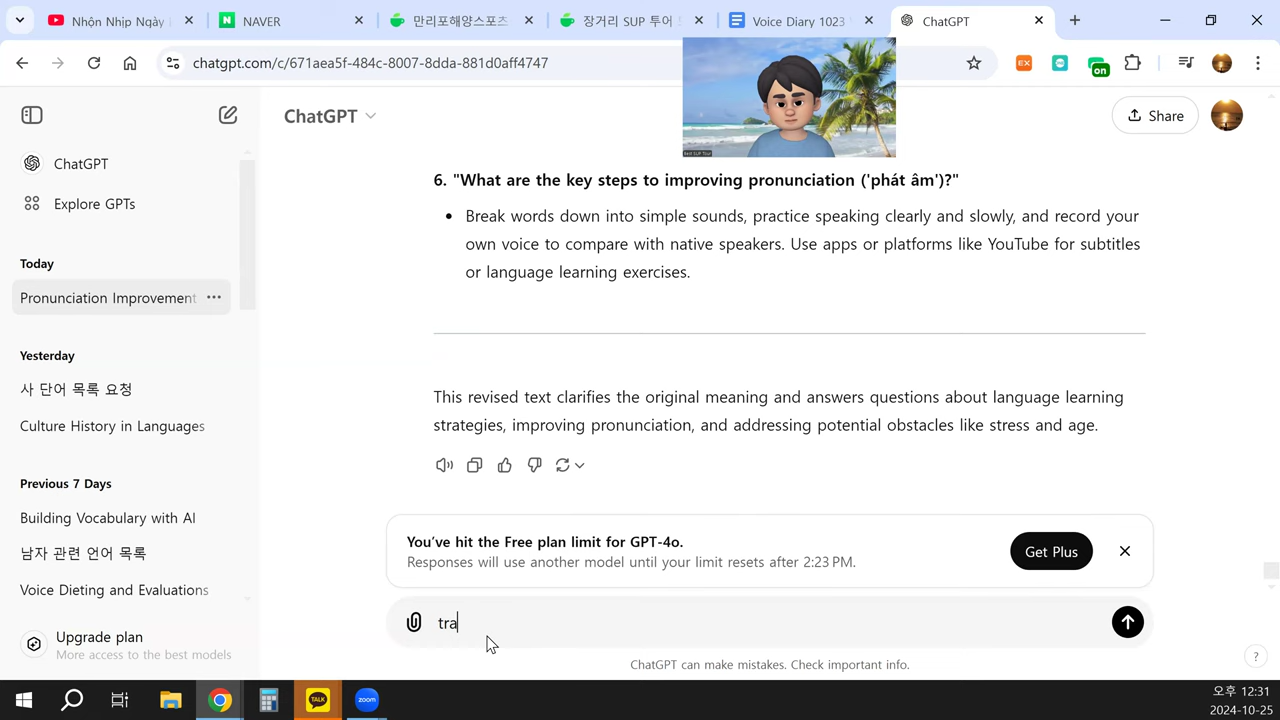 Nhộn Nhịp Ngày
NAVER
만리포해양스포츠
장거리 SUP 투어
Voice Diary 1023
ChatGPT
chatgpt.com/c/671aea5f-484c-8007-8dda-881d0aff4747
EX
on
ChatGPT
Share
ChatGPT
Explore GPTs
Today
Pronunciation Improvement
Yesterday
사 단어 목록 요청
Culture History in Languages
Previous 7 Days
Building Vocabulary with AI
남자 관련 언어 목록
Voice Dieting and Evaluations
Upgrade plan
More access to the best models
Best SUP Tour
6. "What are the key steps to improving pronunciation ('phát âm')?"
• Break words down into simple sounds, practice speaking clearly and slowly, and record your
own voice to compare with native speakers. Use apps or platforms like YouTube for subtitles
or language learning exercises.
This revised text clarifies the original meaning and answers questions about language learning
strategies, improving pronunciation, and addressing potential obstacles like stress and age.
You've hit the Free plan limit for GPT-4o.
Responses will use another model until your limit resets after 2:23 PM.
Get Plus
tra
ChatGPT can make mistakes. Check important info.
?
TALK
zoom
오후 12:31
2024-10-25